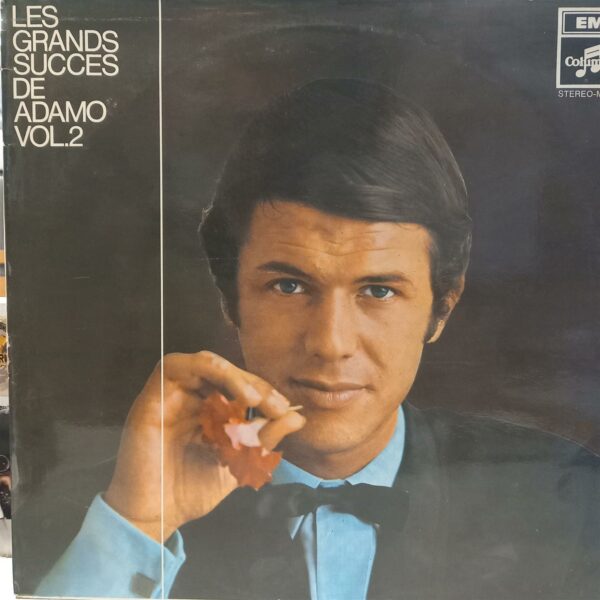 LES
GRANDS
SUCCES
DE
ADAMO
VOL.2
EM
Colum
STEREO-M